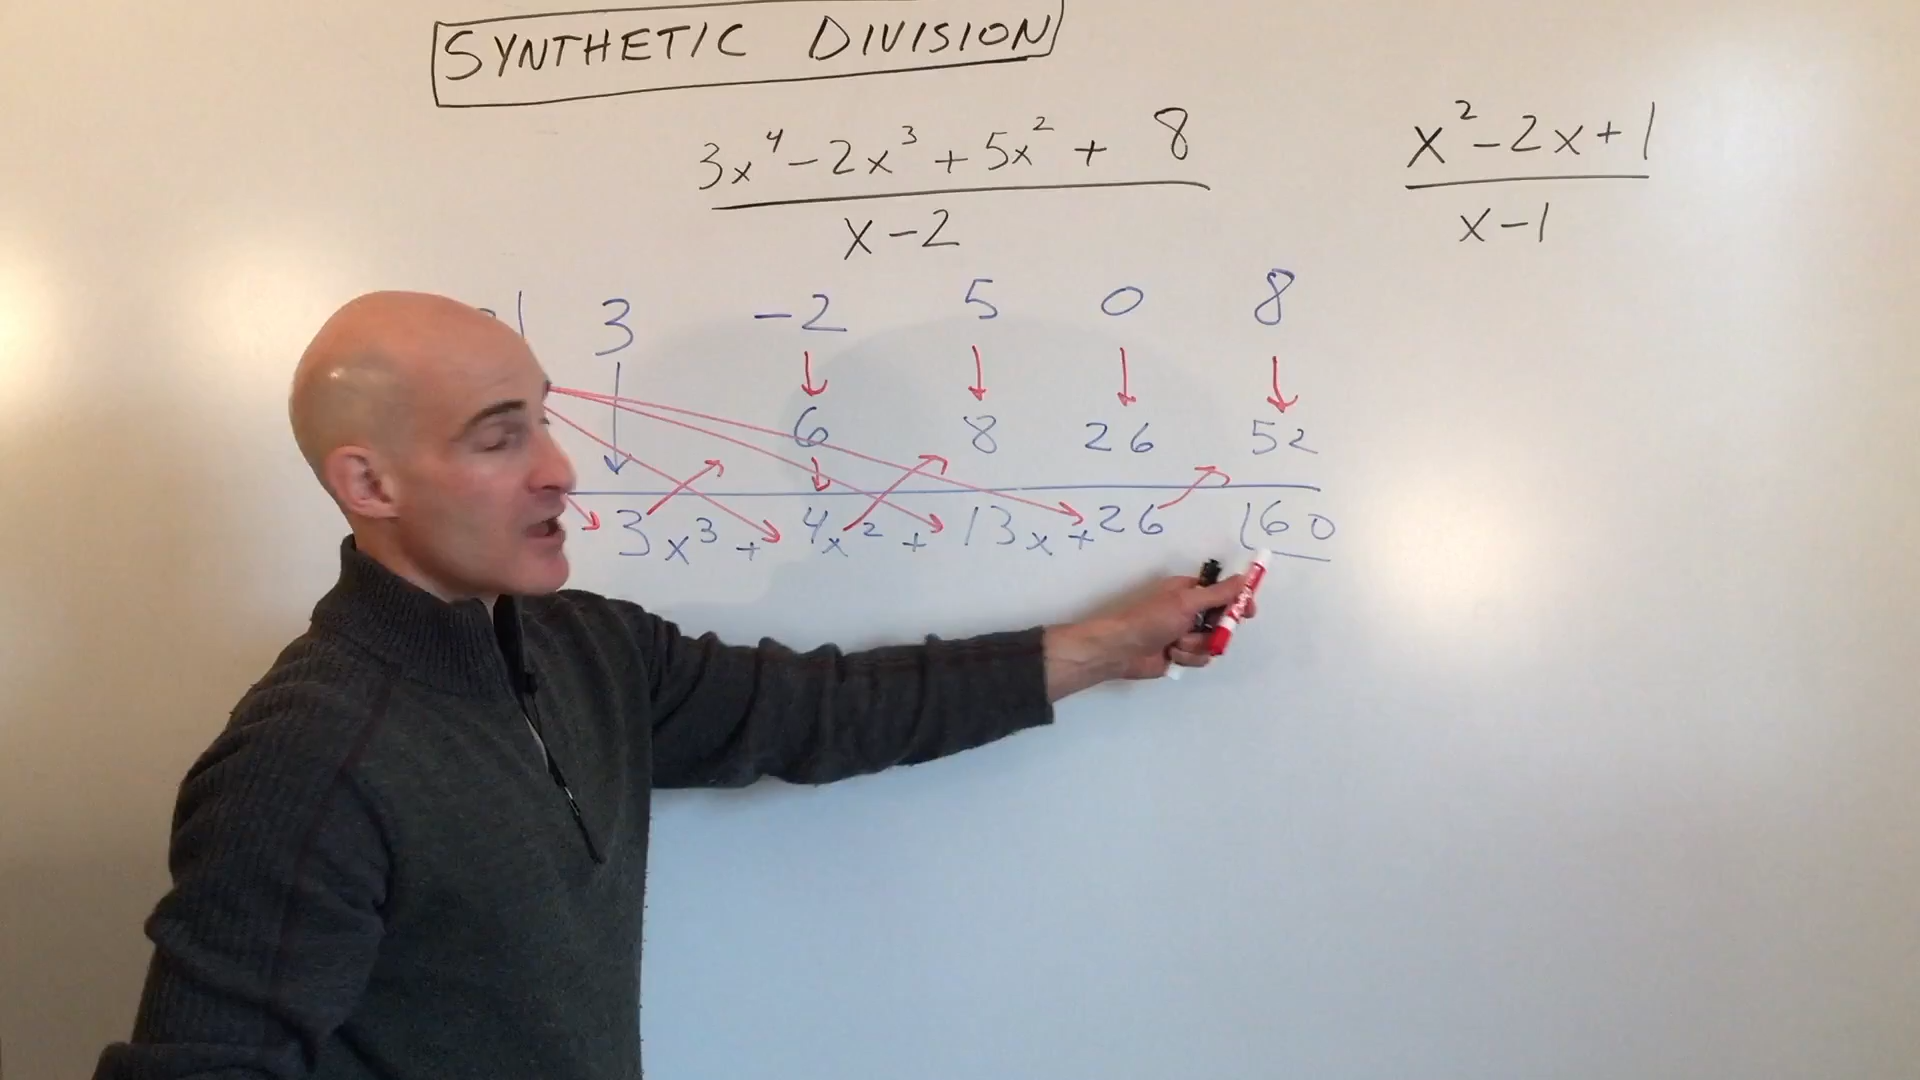 SYNTHETIC DIVISION
3x⁴ - 2x³ + 5x² + 8
x - 2
x² - 2x + 1
x - 1
3 -2 5 0 8
6 8 26 52
3x³ + 4x² + 13x + 26 60